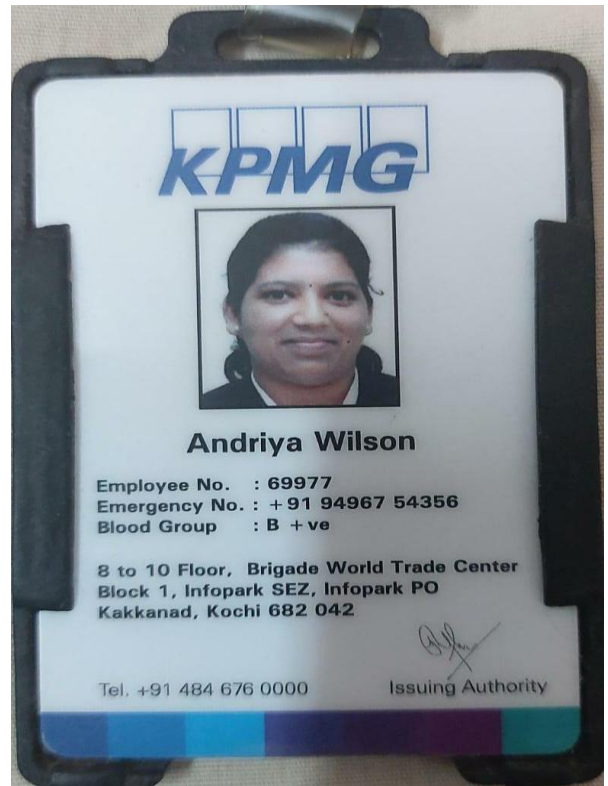 KPMG
Andriya Wilson
Employee No. : 69977
Emergency No. : +91 94967 54356
Blood Group : B +ve
8 to 10 Floor, Brigade World Trade Center
Block 1, Infopark SEZ, Infopark PO
Kakkanad, Kochi 682 042
Tel. +91 484 676 0000
Issuing Authority